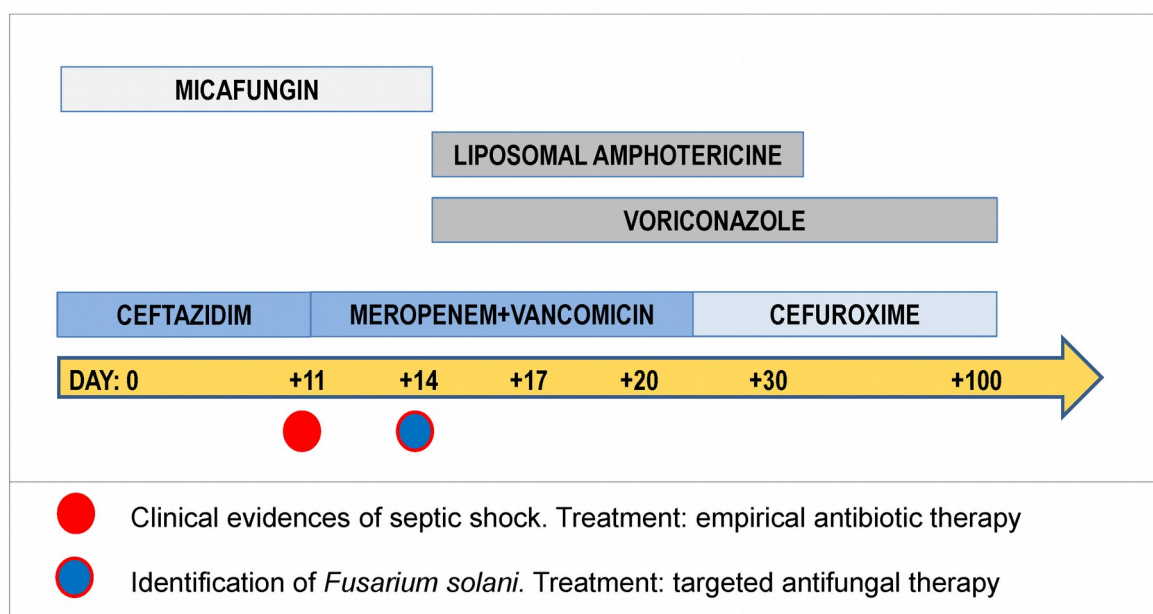 MICAFUNGIN
LIPOSOMAL AMPHOTERICINE
VORICONAZOLE
CEFTAZIDIM MEROPENEM+VANCOMICIN CEFUROXIME
DAY: 0 +11 +14 +17 +20 +30 +100
Clinical evidences of septic shock. Treatment: empirical antibiotic therapy
Identification of Fusarium solani. Treatment: targeted antifungal therapy